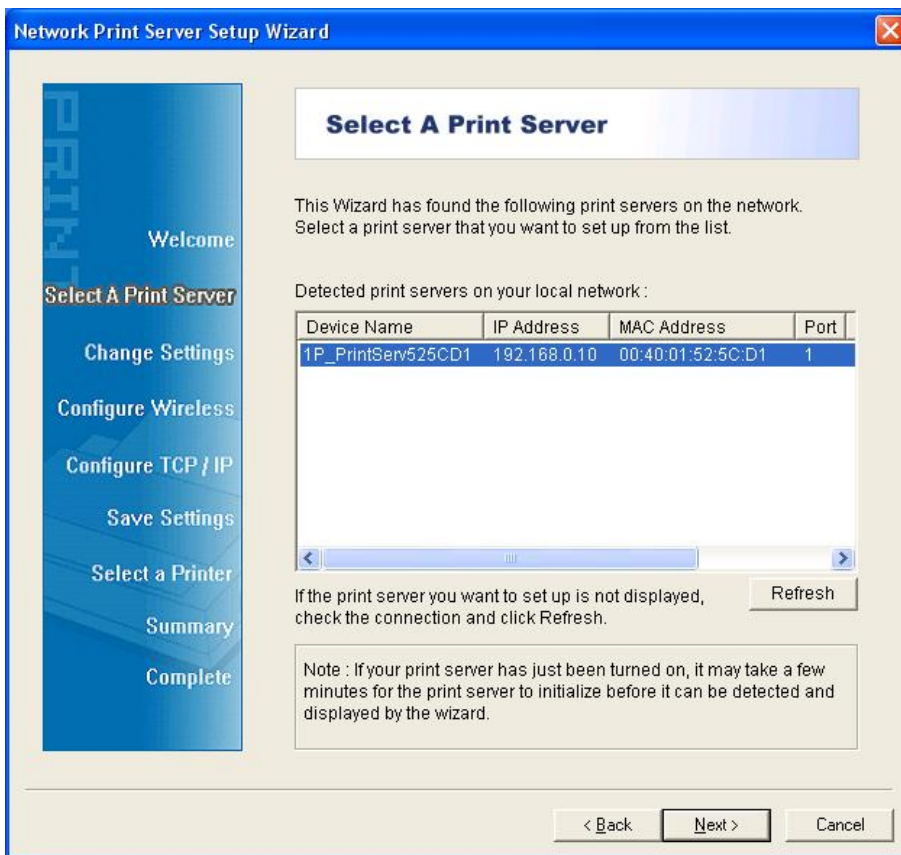 Network Print Server Setup Wizard
PRINT
Welcome
Select A Print Server
Change Settings
Configure Wireless
Configure TCP / IP
Save Settings
Select a Printer
Summary
Complete
Select A Print Server
This Wizard has found the following print servers on the network.
Select a print server that you want to set up from the list.
Detected print servers on your local network :
Device Name IP Address MAC Address Port
1P_PrintServ525CD1 192.168.0.10 00:40:01:52:5C:D1 1
If the print server you want to set up is not displayed,
check the connection and click Refresh.
Refresh
Note : If your print server has just been turned on, it may take a few
minutes for the print server to initialize before it can be detected and
displayed by the wizard.
< Back Next > Cancel